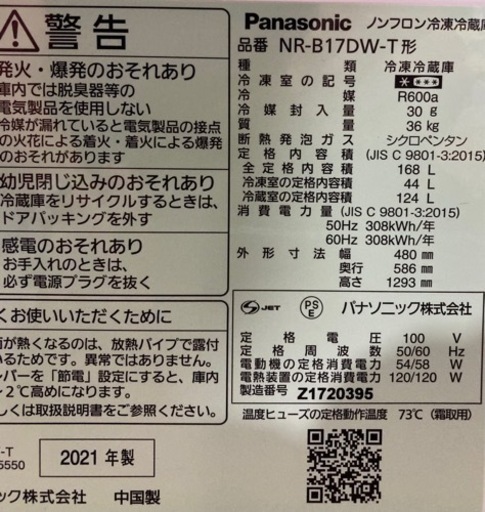 警告
発火・爆発のおそれあり
庫内では脱臭器等の
電気製品を使用しない
冷媒が漏れていると電気製品の接点
の火花による着火・着火による爆発
のおそれがあります
幼児閉じ込みのおそれあり
冷蔵庫をリサイクルするときは、
ドアパッキングを外す
感電のおそれあり
お手入れのときは、
必ず電源プラグを抜く
くお使いいただくために
面が熱くなるのは、放熱パイプで露付
いるためです。異常ではありません。
ンバーを「節電」設定にすると、庫内
~2℃高めになります。
しくは取扱説明書をご参照ください。
-T
5550
2021年製
ニック株式会社 中国製
Panasonic ノンフロン冷凍冷蔵庫
品番 NR-B17DW-T形
種類 冷凍冷蔵庫
冷凍室の記号 * ***
冷媒 R600a
冷媒封入量 30 g
質量 36 kg
断熱発泡ガス シクロペンタン
定格内容積 (JIS C 9801-3:2015)
全定格内容積 168 L
冷凍室の定格内容積 44 L
冷蔵室の定格内容積 124 L
消費電力量 (JIS C 9801-3:2015)
50Hz 308kWh/年
60Hz 308kWh/年
外形寸法 幅 480 mm
奥行 586 mm
高さ 1293 mm
S JET PS E パナソニック株式会社
定格電圧 100 V
定格周波数 50/60 Hz
電動機の定格消費電力 54/58 W
電熱装置の定格消費電力 120/120 W
製造番号 Z1720395
温度ヒューズの定格動作温度 73℃(霜取用)